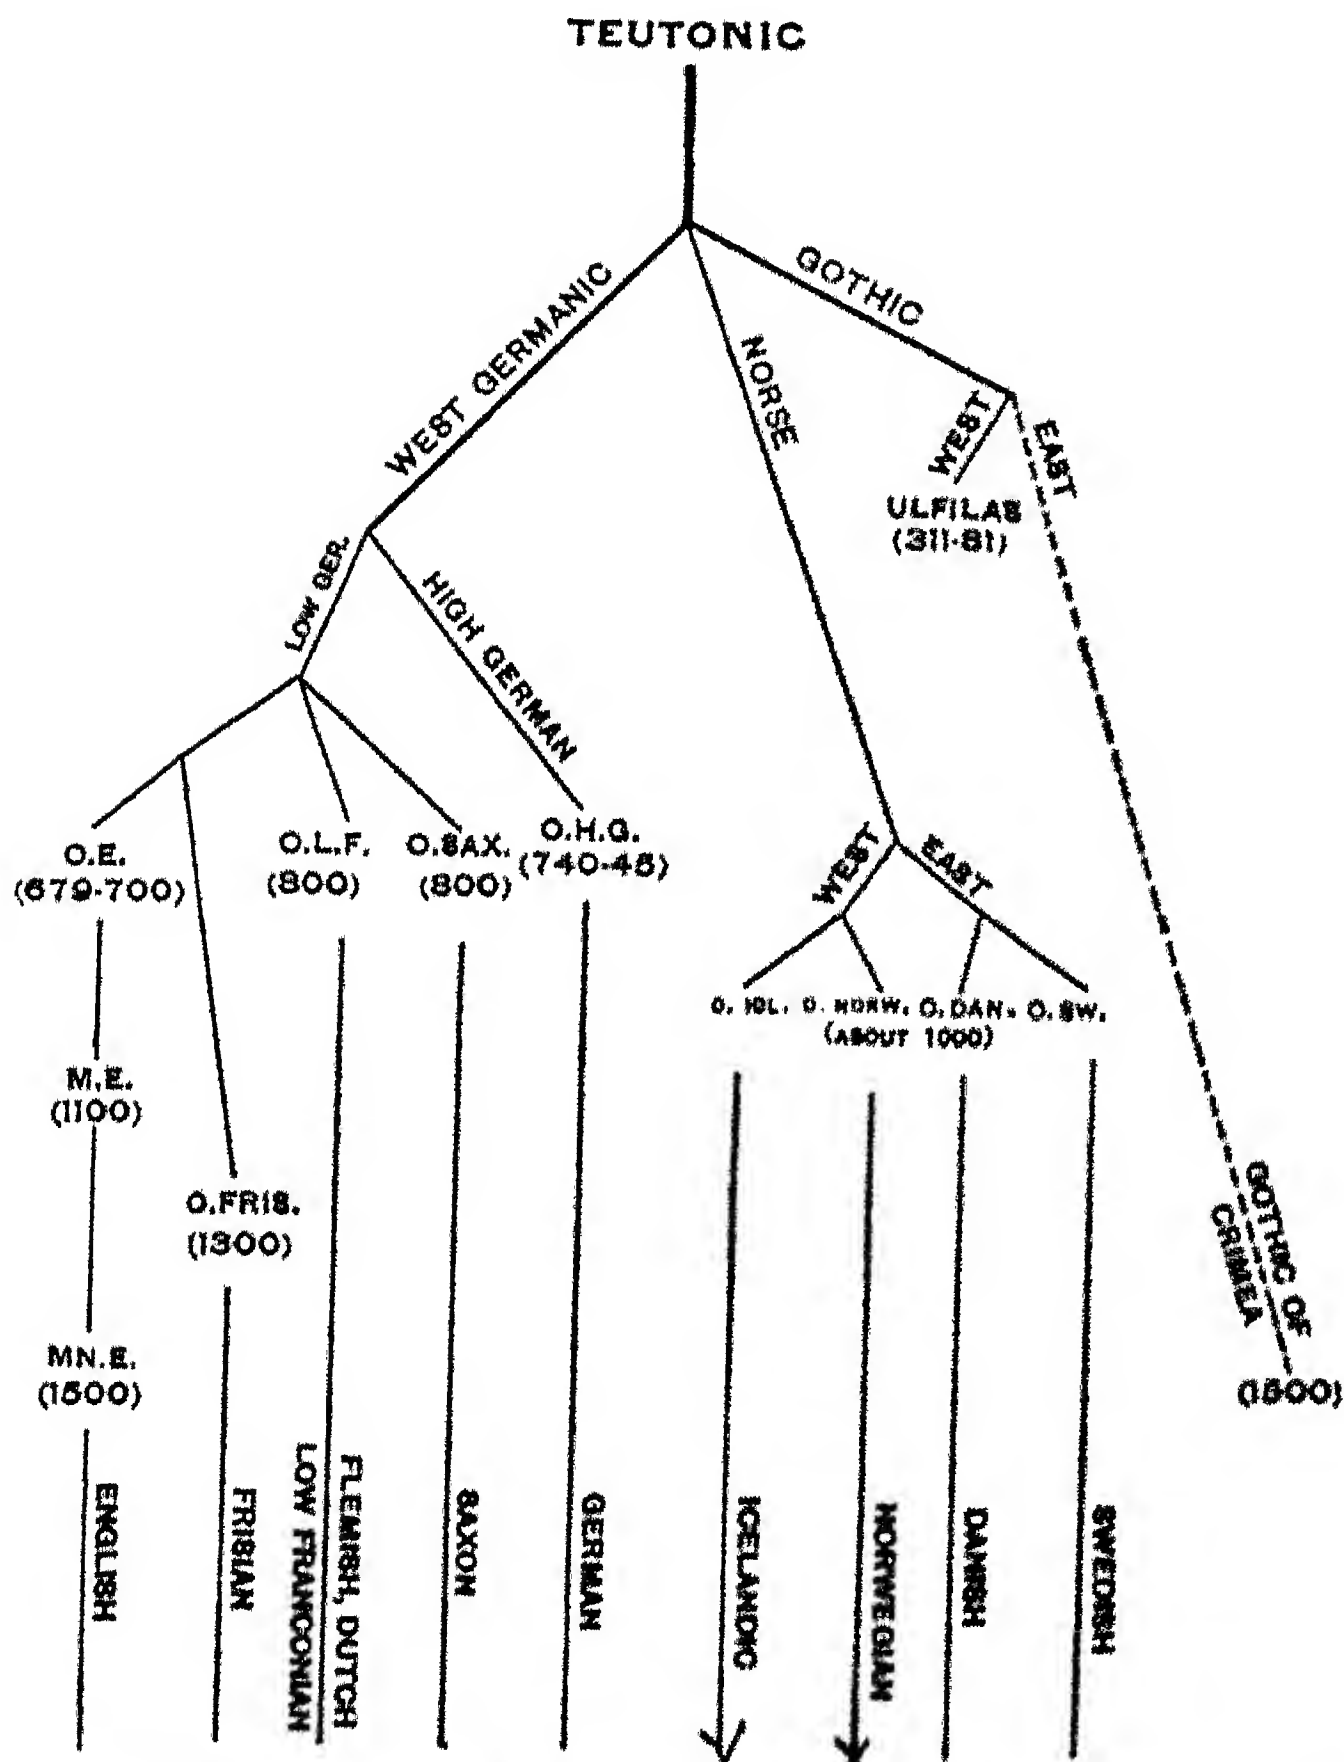 TEUTONIC
GOTHIC
WEST GERMANIC
NORSE
WEST
EAST
ULFILAS
(311-81)
LOW GER.
HIGH GERMAN
O.E.
(679-700)
O.L.F.
(800)
O.SAX.
(800)
O.H.G.
(740-45)
WEST
EAST
O. ICL. O. NORW. O.DAN. O.SW.
(ABOUT 1000)
M.E.
(1100)
O.FRIS.
(1300)
GOTHIC OF
CRIMEA
(1500)
MN.E.
(1500)
ENGLISH
FRISIAN
FLEMISH, DUTCH
LOW FRANCONIAN
SAXON
GERMAN
ICELANDIC
NORWEGIAN
DANISH
SWEDISH